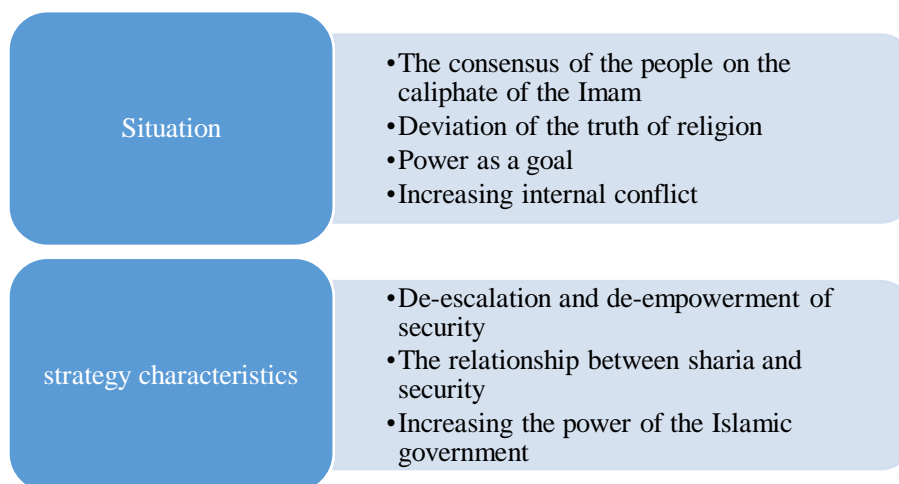 Situation
•The consensus of the people on the
caliphate of the Imam
•Deviation of the truth of religion
•Power as a goal
•Increasing internal conflict
strategy characteristics
•De-escalation and de-empowerment of
security
•The relationship between sharia and
security
•Increasing the power of the Islamic
government